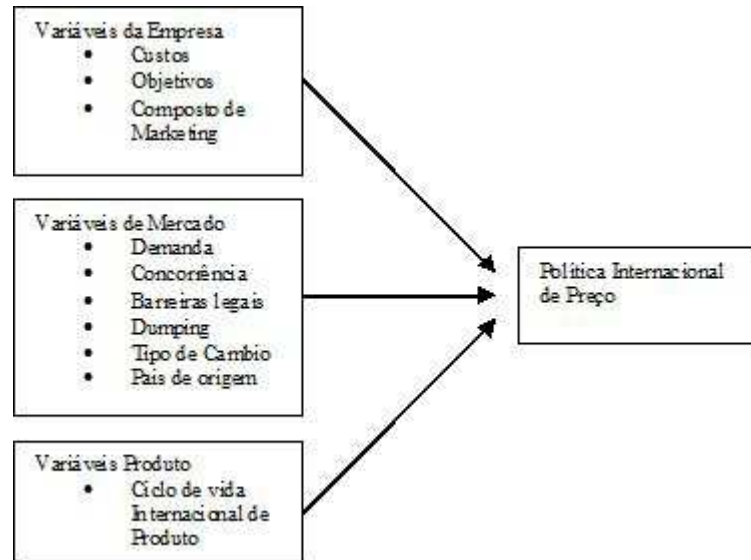 Variáveis da Empresa
• Custos
• Objetivos
• Composto de
Marketing
Variáveis de Mercado
• Demanda
• Concorrência
• Barreiras legais
• Dumping
• Tipo de Cambio
• Pais de origem
Política Internacional
de Preço
Variáveis Produto
• Ciclo de vida
Internacional de
Produto